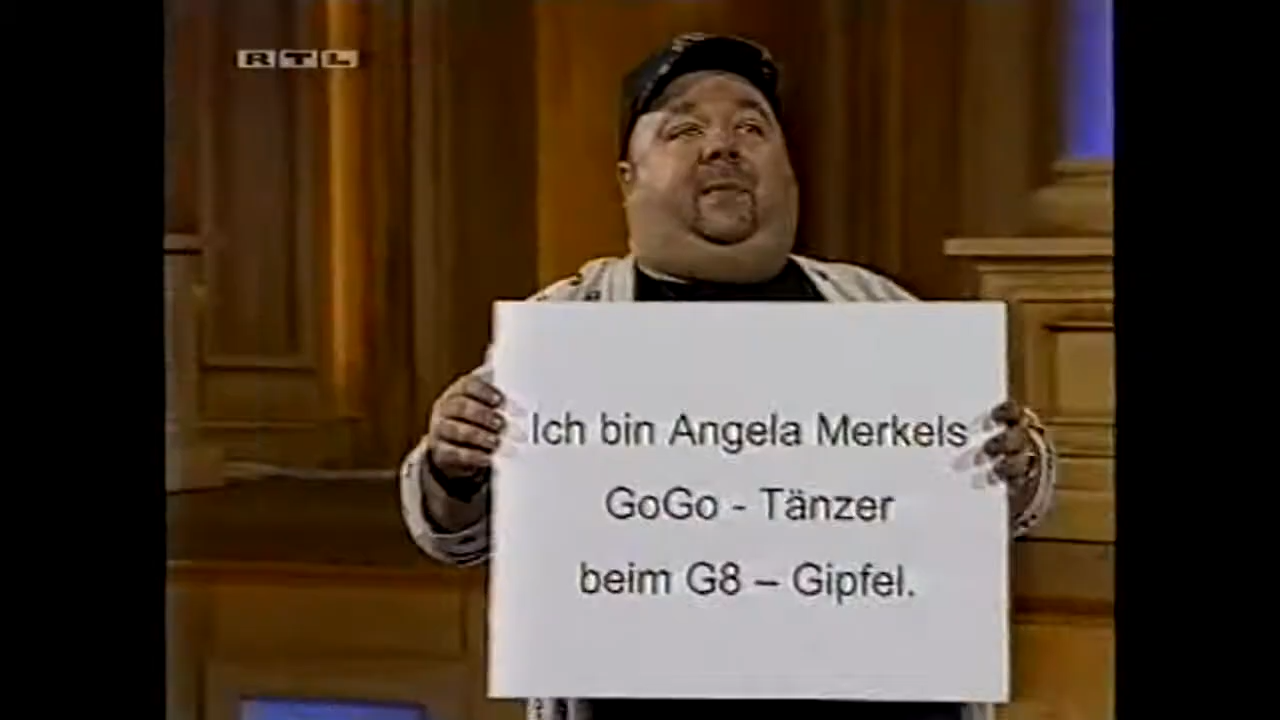 RTL
Ich bin Angela Merkels
GoGo - Tänzer
beim G8 – Gipfel.